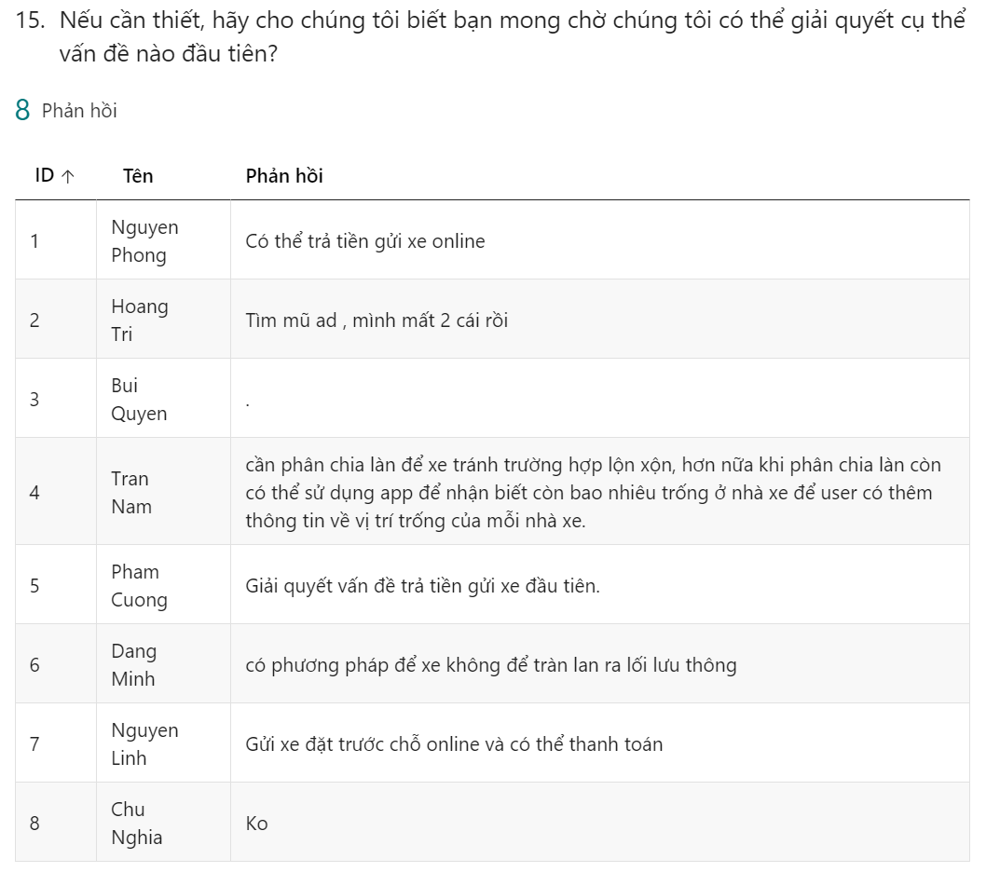 15. Nếu cần thiết, hãy cho chúng tôi biết bạn mong chờ chúng tôi có thể giải quyết cụ thể
vấn đề nào đầu tiên?
8 Phản hồi
ID ↑ Tên Phản hồi
1 Nguyen Phong Có thể trả tiền gửi xe online
2 Hoang Tri Tìm mũ ad , mình mất 2 cái rồi
3 Bui Quyen .
4 Tran Nam cần phân chia làn để xe tránh trường hợp lộn xộn, hơn nữa khi phân chia làn còn
có thể sử dụng app để nhận biết còn bao nhiêu trống ở nhà xe để user có thêm
thông tin về vị trí trống của mỗi nhà xe.
5 Pham Cuong Giải quyết vấn đề trả tiền gửi xe đầu tiên.
6 Dang Minh có phương pháp để xe không để tràn lan ra lối lưu thông
7 Nguyen Linh Gửi xe đặt trước chỗ online và có thể thanh toán
8 Chu Nghia Ko